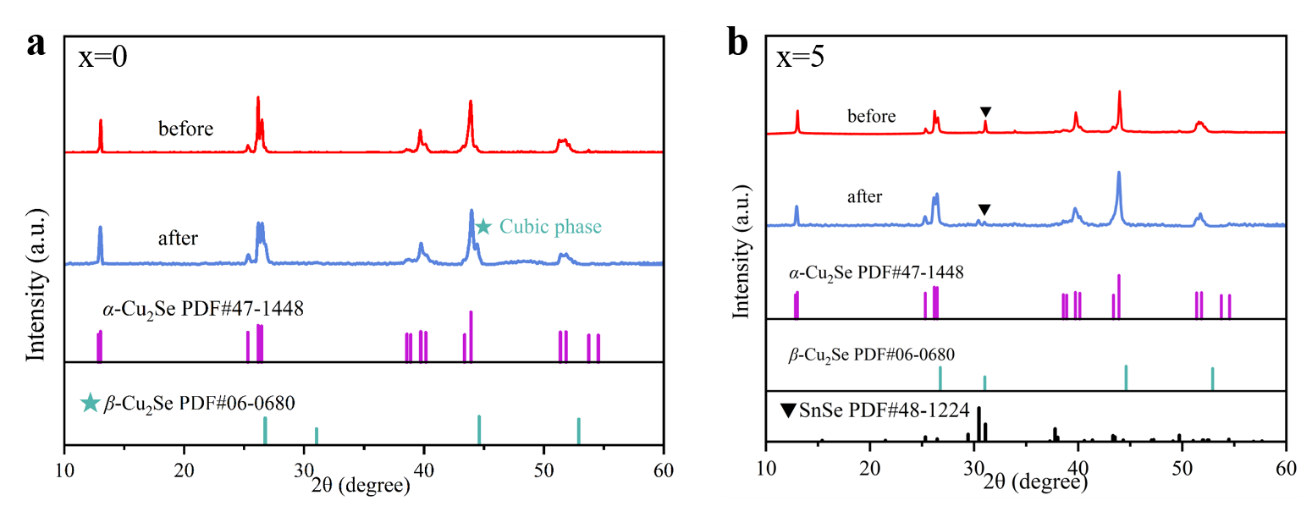 a
x=0
before
after
★ Cubic phase
α-Cu₂Se PDF#47-1448
★ β-Cu₂Se PDF#06-0680
Intensity (a.u.)
10 20 30 40 50 60
2θ (degree)
b
x=5
▼
before
▼
after
α-Cu₂Se PDF#47-1448
β-Cu₂Se PDF#06-0680
▼SnSe PDF#48-1224
Intensity (a.u.)
10 20 30 40 50 60
2θ (degree)